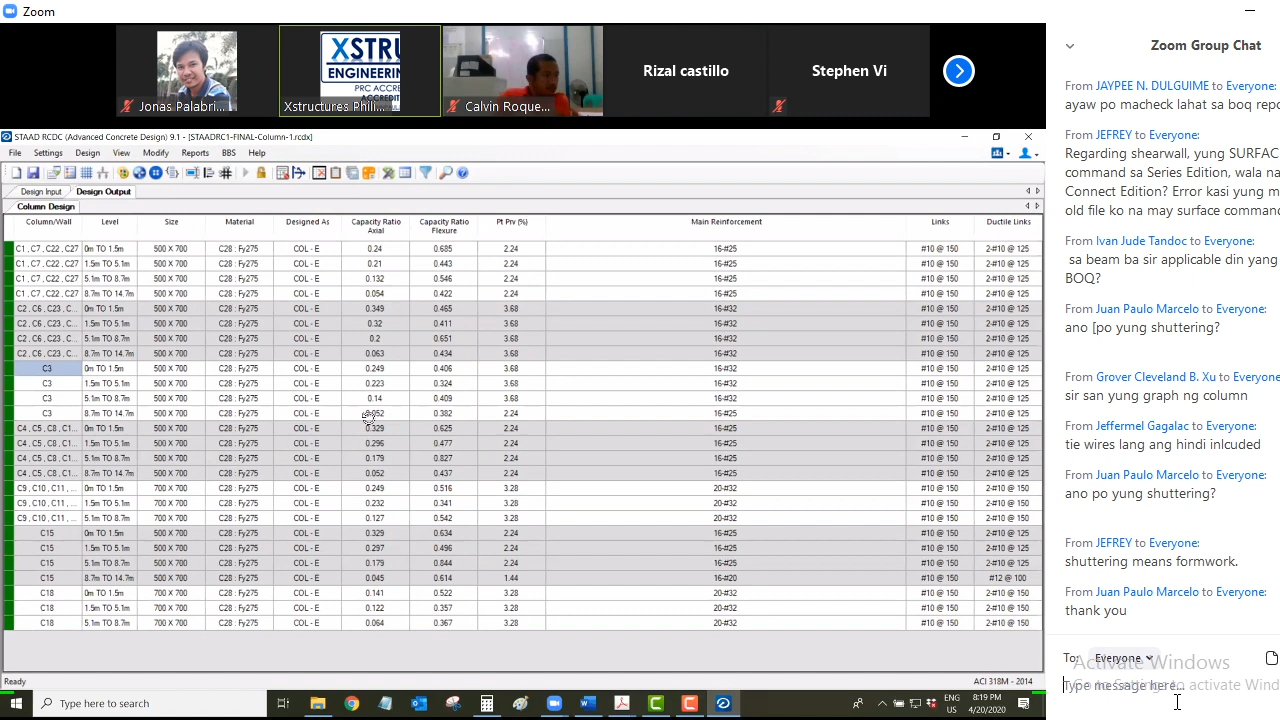 Zoom
Jonas Palabri...
XSTRU
ENGINEERING
PRC ACCRE
ACCREDIT
Xstructures Phili...
Calvin Roque...
Rizal castillo
Stephen Vi
STAAD RCDC (Advanced Concrete Design) 9.1 - [STAADRC1-FINAL-Column-1.rcdx]
File Settings Design View Modify Reports BBS Help
Design Input Design Output
Column Design
Column/Wall Level Size Material Designed As Capacity Ratio Axial Capacity Ratio Flexure Pt Prv (%) Main Reinforcement Links Ductile Links
C1 , C7 , C22 , C27 0m TO 1.5m 500 X 700 C28 : Fy275 COL - E 0.24 0.685 2.24 16-#25 #10 @ 150 2-#10 @ 125
C1 , C7 , C22 , C27 1.5m TO 5.1m 500 X 700 C28 : Fy275 COL - E 0.21 0.443 2.24 16-#25 #10 @ 150 2-#10 @ 125
C1 , C7 , C22 , C27 5.1m TO 8.7m 500 X 700 C28 : Fy275 COL - E 0.132 0.546 2.24 16-#25 #10 @ 150 2-#10 @ 125
C1 , C7 , C22 , C27 8.7m TO 14.7m 500 X 700 C28 : Fy275 COL - E 0.054 0.422 2.24 16-#25 #10 @ 150 2-#10 @ 125
C2 , C6 , C23 , C... 0m TO 1.5m 500 X 700 C28 : Fy275 COL - E 0.349 0.465 3.68 16-#32 #10 @ 150 2-#10 @ 125
C2 , C6 , C23 , C... 1.5m TO 5.1m 500 X 700 C28 : Fy275 COL - E 0.32 0.411 3.68 16-#32 #10 @ 150 2-#10 @ 125
C2 , C6 , C23 , C... 5.1m TO 8.7m 500 X 700 C28 : Fy275 COL - E 0.2 0.651 3.68 16-#32 #10 @ 150 2-#10 @ 125
C2 , C6 , C23 , C... 8.7m TO 14.7m 500 X 700 C28 : Fy275 COL - E 0.063 0.434 3.68 16-#32 #10 @ 150 2-#10 @ 125
C3 0m TO 1.5m 500 X 700 C28 : Fy275 COL - E 0.249 0.406 3.68 16-#32 #10 @ 150 2-#10 @ 125
C3 1.5m TO 5.1m 500 X 700 C28 : Fy275 COL - E 0.223 0.324 3.68 16-#32 #10 @ 150 2-#10 @ 125
C3 5.1m TO 8.7m 500 X 700 C28 : Fy275 COL - E 0.14 0.409 3.68 16-#32 #10 @ 150 2-#10 @ 125
C3 8.7m TO 14.7m 500 X 700 C28 : Fy275 COL - E 0.052 0.382 2.24 16-#25 #10 @ 150 2-#10 @ 125
C4 , C5 , C8 , C1... 0m TO 1.5m 500 X 700 C28 : Fy275 COL - E 0.329 0.625 2.24 16-#25 #10 @ 150 2-#10 @ 125
C4 , C5 , C8 , C1... 1.5m TO 5.1m 500 X 700 C28 : Fy275 COL - E 0.296 0.477 2.24 16-#25 #10 @ 150 2-#10 @ 125
C4 , C5 , C8 , C1... 5.1m TO 8.7m 500 X 700 C28 : Fy275 COL - E 0.179 0.827 2.24 16-#25 #10 @ 150 2-#10 @ 125
C4 , C5 , C8 , C1... 8.7m TO 14.7m 500 X 700 C28 : Fy275 COL - E 0.052 0.437 2.24 16-#25 #10 @ 150 2-#10 @ 125
C9 , C10 , C11 , ... 0m TO 1.5m 700 X 700 C28 : Fy275 COL - E 0.249 0.516 3.28 20-#32 #10 @ 150 2-#10 @ 150
C9 , C10 , C11 , ... 1.5m TO 5.1m 700 X 700 C28 : Fy275 COL - E 0.232 0.341 3.28 20-#32 #10 @ 150 2-#10 @ 150
C9 , C10 , C11 , ... 5.1m TO 8.7m 700 X 700 C28 : Fy275 COL - E 0.127 0.542 3.28 20-#32 #10 @ 150 2-#10 @ 150
C15 0m TO 1.5m 500 X 700 C28 : Fy275 COL - E 0.329 0.634 2.24 16-#25 #10 @ 150 2-#10 @ 125
C15 1.5m TO 5.1m 500 X 700 C28 : Fy275 COL - E 0.297 0.496 2.24 16-#25 #10 @ 150 2-#10 @ 125
C15 5.1m TO 8.7m 500 X 700 C28 : Fy275 COL - E 0.179 0.844 2.24 16-#25 #10 @ 150 2-#10 @ 125
C15 8.7m TO 14.7m 500 X 700 C28 : Fy275 COL - E 0.045 0.614 1.44 16-#20 #10 @ 150 #12 @ 100
C18 0m TO 1.5m 700 X 700 C28 : Fy275 COL - E 0.141 0.522 3.28 20-#32 #10 @ 150 2-#10 @ 150
C18 1.5m TO 5.1m 700 X 700 C28 : Fy275 COL - E 0.122 0.357 3.28 20-#32 #10 @ 150 2-#10 @ 150
C18 5.1m TO 8.7m 700 X 700 C28 : Fy275 COL - E 0.064 0.367 3.28 20-#32 #10 @ 150 2-#10 @ 150
Ready ACI 318M - 2014
Type here to search
ENG
US
8:19 PM
4/20/2020
Zoom Group Chat
From JAYPEE N. DULGUIME to Everyone:
ayaw po macheck lahat sa boq repo
From JEFREY to Everyone:
Regarding shearwall, yung SURFAC
command sa Series Edition, wala na
Connect Edition? Error kasi yung m
old file ko na may surface command
From Ivan Jude Tandoc to Everyone:
sa beam ba sir applicable din yang
BOQ?
From Juan Paulo Marcelo to Everyone:
ano [po yung shuttering?
From Grover Cleveland B. Xu to Everyone
sir san yung graph ng column
From Jeffermel Gagalac to Everyone:
tie wires lang ang hindi inlcuded
From Juan Paulo Marcelo to Everyone:
ano po yung shuttering?
From JEFREY to Everyone:
shuttering means formwork.
From Juan Paulo Marcelo to Everyone:
thank you
To: Everyone
Type message here...
Activate Windows
Go to Settings to activate Wind